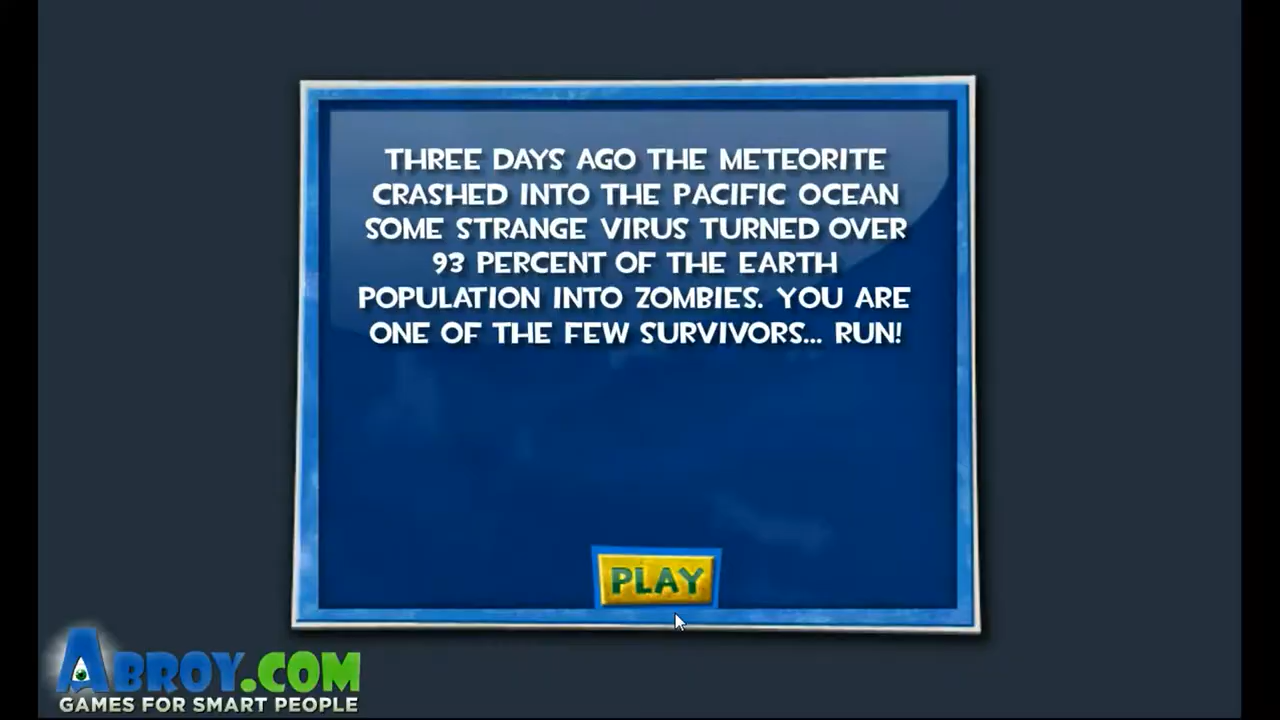 THREE DAYS AGO THE METEORITE
CRASHED INTO THE PACIFIC OCEAN
SOME STRANGE VIRUS TURNED OVER
93 PERCENT OF THE EARTH
POPULATION INTO ZOMBIES. YOU ARE
ONE OF THE FEW SURVIVORS... RUN!
PLAY
ABROY.COM
GAMES FOR SMART PEOPLE